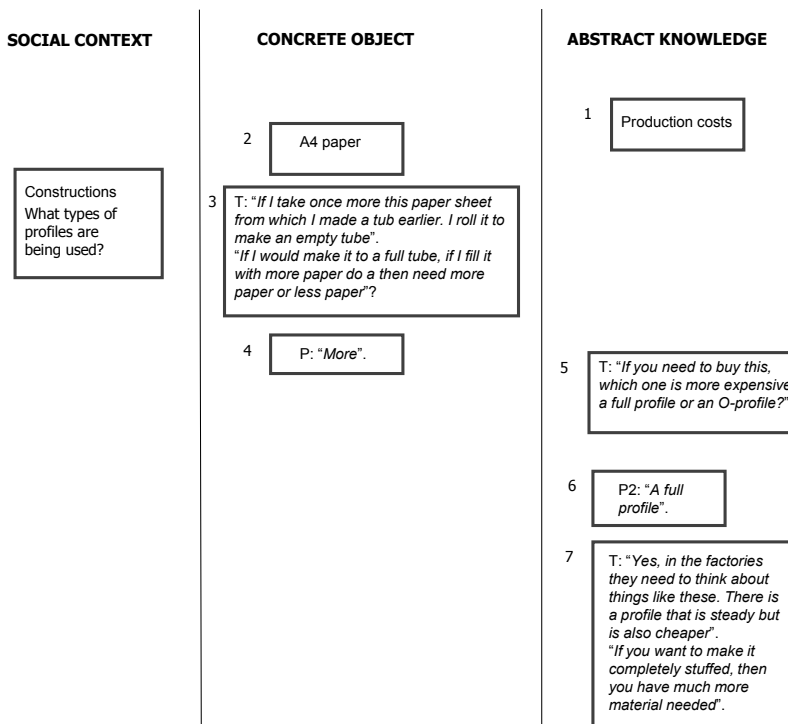 SOCIAL CONTEXT
CONCRETE OBJECT
ABSTRACT KNOWLEDGE
1
Production costs
2
A4 paper
Constructions
What types of
profiles are
being used?
3
T: “If I take once more this paper sheet
from which I made a tub earlier. I roll it to
make an empty tube”.
“If I would make it to a full tube, if I fill it
with more paper do a then need more
paper or less paper”?
4
P: “More”.
5
T: “If you need to buy this,
which one is more expensive
a full profile or an O-profile?”
6
P2: “A full
profile”.
7
T: “Yes, in the factories
they need to think about
things like these. There is
a profile that is steady but
is also cheaper”.
“If you want to make it
completely stuffed, then
you have much more
material needed”.